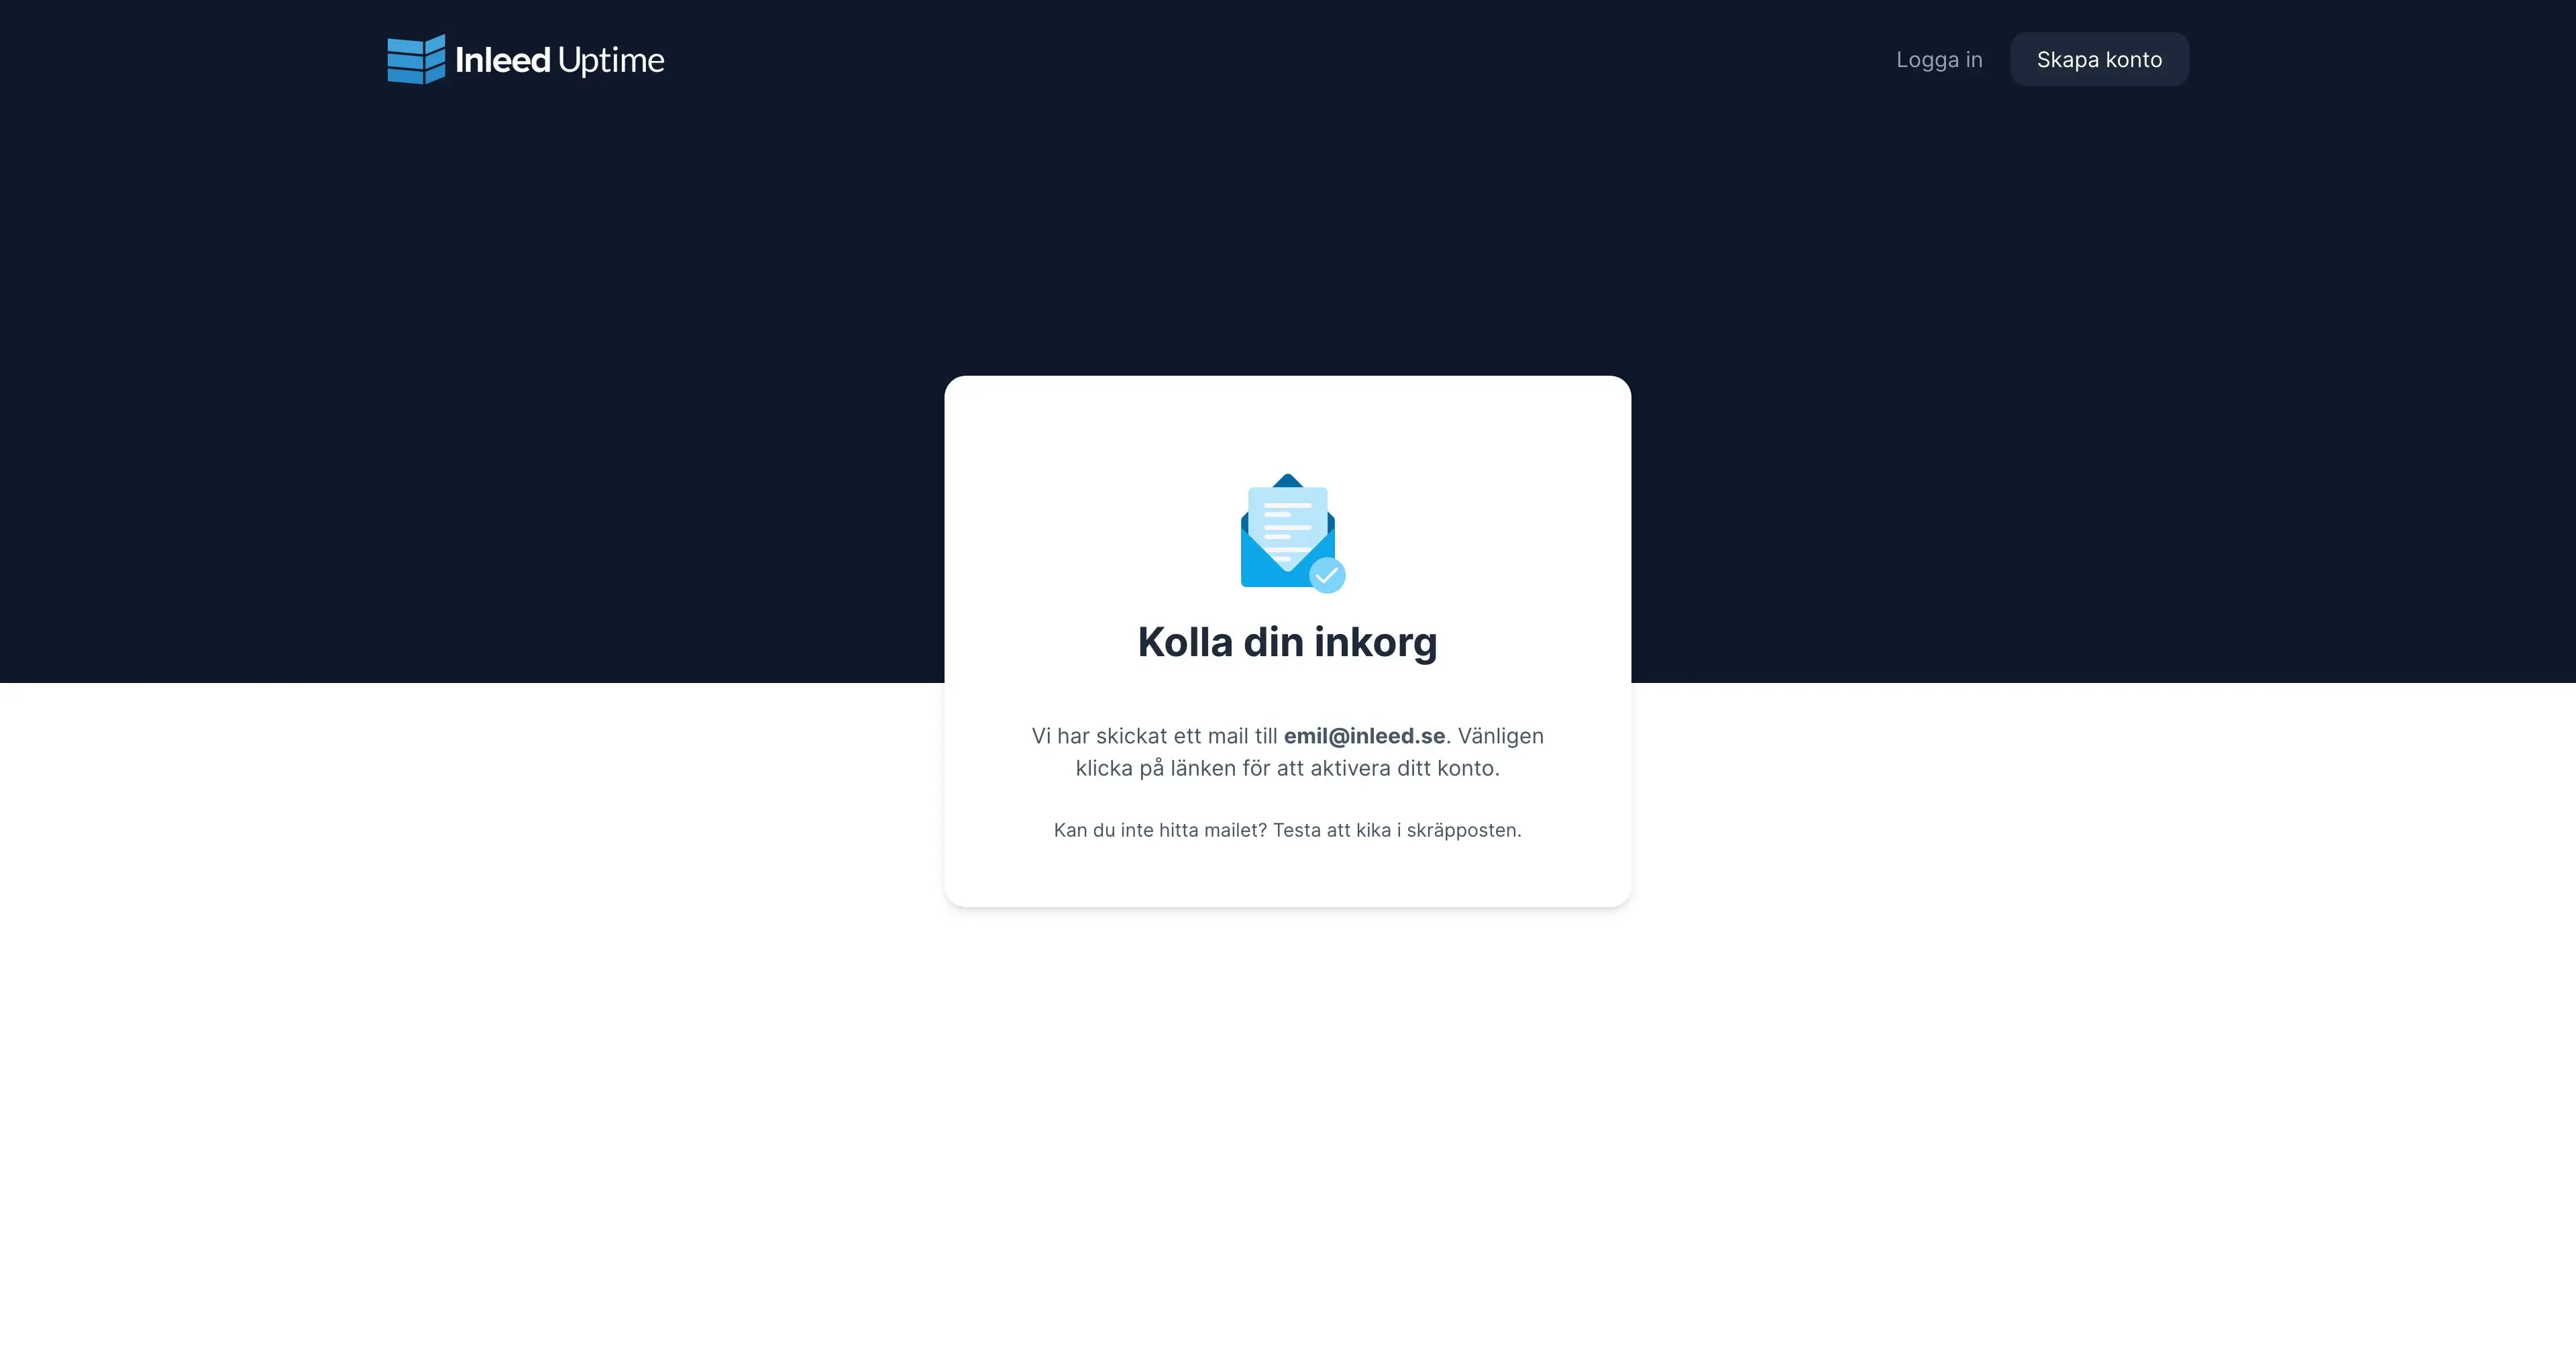 Inleed Uptime
Logga in
Skapa konto
Kolla din inkorg
Vi har skickat ett mail till emil@inleed.se. Vänligen
klicka på länken för att aktivera ditt konto.
Kan du inte hitta mailet? Testa att kika i skräpposten.